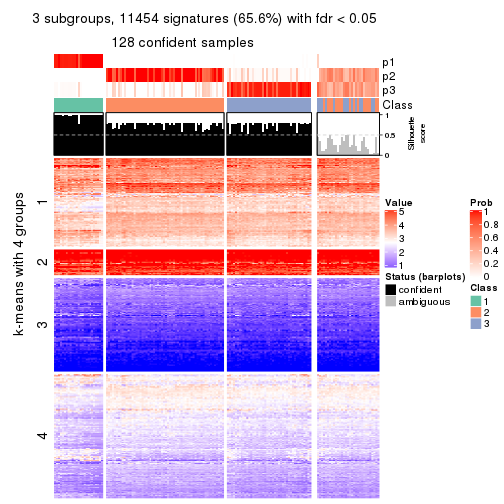 3 subgroups, 11454 signatures (65.6%) with fdr < 0.05
128 confident samples
p1
p2
p3
Class
1
0.5
0
Silhouette
score
k-means with 4 groups
1
2
3
4
Value
5
4
3
2
1
Status (barplots)
confident
ambiguous
Prob
1
0.8
0.6
0.4
0.2
0
Class
1
2
3